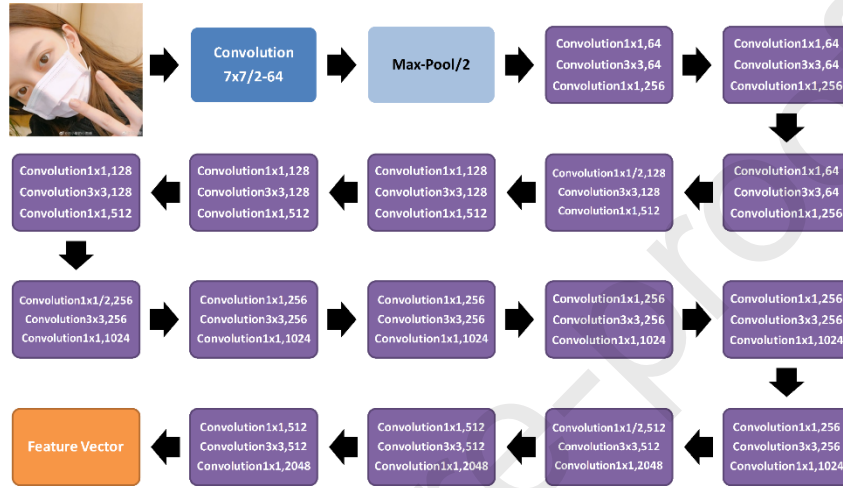 Convolution
7x7/2-64
Max-Pool/2
Convolution1x1,64
Convolution3x3,64
Convolution1x1,256
Convolution1x1,64
Convolution3x3,64
Convolution1x1,256
Convolution1x1,128
Convolution3x3,128
Convolution1x1,512
Convolution1x1,128
Convolution3x3,128
Convolution1x1,512
Convolution1x1,128
Convolution3x3,128
Convolution1x1,512
Convolution1x1/2,128
Convolution3x3,128
Convolution1x1,512
Convolution1x1,64
Convolution3x3,64
Convolution1x1,256
Convolution1x1/2,256
Convolution3x3,256
Convolution1x1,1024
Convolution1x1,256
Convolution3x3,256
Convolution1x1,1024
Convolution1x1,256
Convolution3x3,256
Convolution1x1,1024
Convolution1x1,256
Convolution3x3,256
Convolution1x1,1024
Convolution1x1,256
Convolution3x3,256
Convolution1x1,1024
Feature Vector
Convolution1x1,512
Convolution3x3,512
Convolution1x1,2048
Convolution1x1,512
Convolution3x3,512
Convolution1x1,2048
Convolution1x1/2,512
Convolution3x3,512
Convolution1x1,2048
Convolution1x1,256
Convolution3x3,256
Convolution1x1,1024